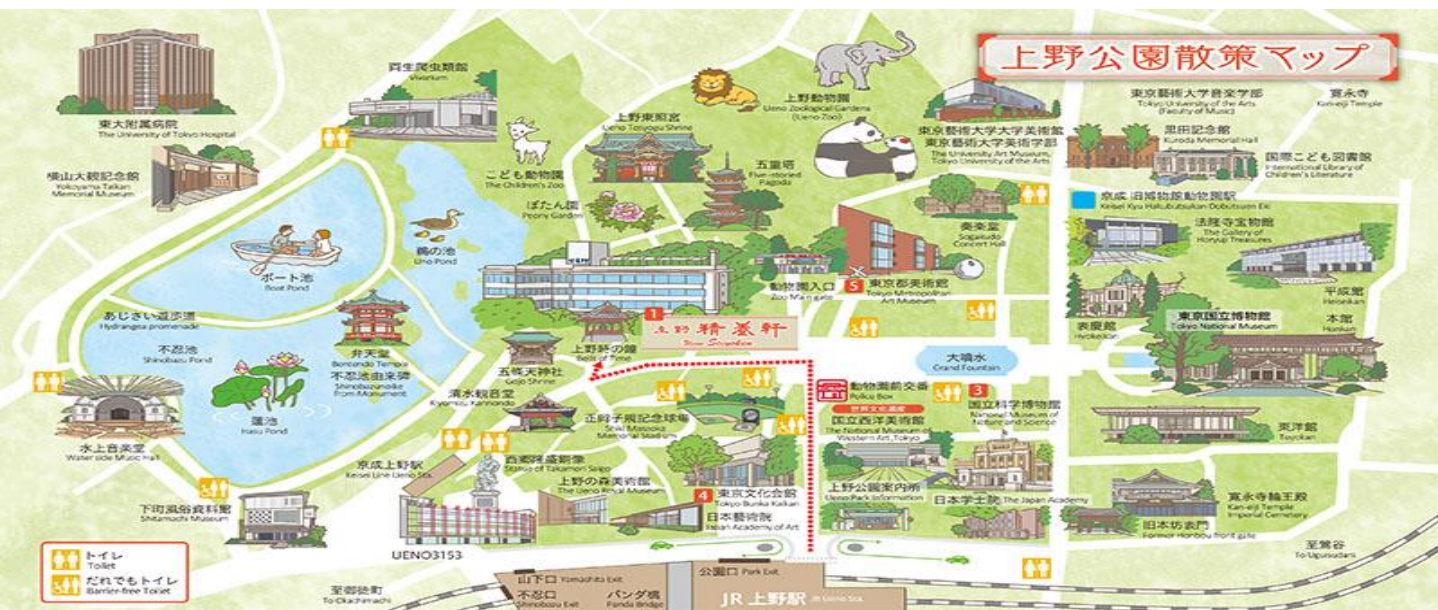 上野公園散策マップ
東大附属病院
The University of Tokyo Hospital
両生爬虫類館
Vivarium
横山大観記念館
Yokoyama Taikan
Memorial Museum
こども動物園
The Children's Zoo
上野東照宮
Ueno Tosyogu Shrine
上野動物園
Ueno Zoological Gardens
(Ueno Zoo)
五重塔
Five-storied
Pagoda
ぼたん園
Peony Garden
東京藝術大学大学美術館
東京藝術大学美術学部
The University Art Museum,
Tokyo University of the Arts
東京藝術大学音楽学部
Tokyo University of the Arts
(Faculty of Music)
寛永寺
Kan-eiji Temple
黒田記念館
Kuroda Memorial Hall
国際こども図書館
International Library of
Children's Literature
京成 旧博物館動物園駅
Keisei Kyu Hakubutsukan Dobutsuen Eki
奏楽堂
Sogakudo
Concert Hall
法隆寺宝物館
The Gallery of
Horyuji Treasures
平成館
Heiseikan
表慶館
Hyokeikan
東京国立博物館
Tokyo National Museum
本館
Honkan
東洋館
Toyokan
ボート池
Boat Pond
鵜の池
Uno Pond
あじさい遊歩道
Hydrangea promenade
不忍池
Shinobazu Pond
弁天堂
Bentendo Temple
不忍池由来碑
Shinobazunoike
from Monument
蓮池
Hasu Pond
水上音楽堂
Water side Music Hall
下町風俗資料館
Shitamachi Museum
動物園入口
Zoo Main gate
5
東京都美術館
Tokyo Metropolitan
Art Museum
1
上野 精養軒
Ueno Seiyoken
上野時の鐘
Bell of Time
五條天神社
Gojo Shrine
清水観音堂
Kiyomizu Kannondo
正岡子規記念球場
Shiki Masaoka
Memorial Stadium
大噴水
Grand Fountain
動物園前交番
Police Box
世界文化遺産
国立西洋美術館
The National Museum of
Western Art, Tokyo
3
国立科学博物館
National Museum of
Nature and Science
京成上野駅
Keisei Line Ueno Sta.
西郷隆盛銅像
Statue of Takamori Saigo
上野の森美術館
The Ueno Royal Museum
4
東京文化会館
Tokyo Bunka Kaikan
日本藝術院
Japan Academy of Art
上野公園案内所
Ueno Park Information
日本学士院 The Japan Academy
寛永寺輪王殿
Kan-eiji Temple
Imperial Cemetery
旧本坊表門
Former Honbou front gate
UENO3153
トイレ
Toilet
だれでもトイレ
Barrier-free Toilet
至御徒町
To Okachimachi
山下口 Yamashita Exit
不忍口
Shinobazu Exit
パンダ橋
Panda Bridge
公園口 Park Exit
JR 上野駅 JR Ueno Sta.
至鶯谷
To Uguisudani